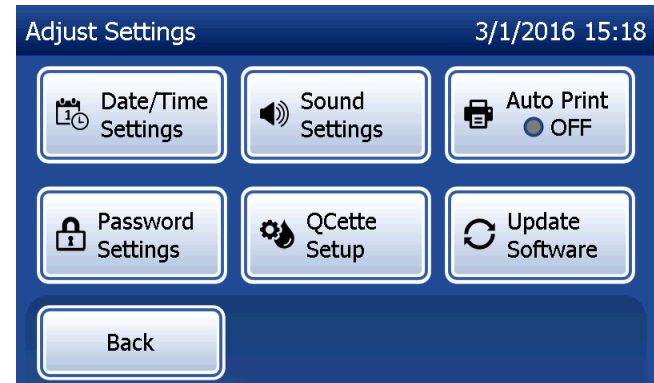 Adjust Settings 3/1/2016 15:18
Date/Time
Settings
Sound
Settings
Auto Print
OFF
Password
Settings
QCette
Setup
Update
Software
Back